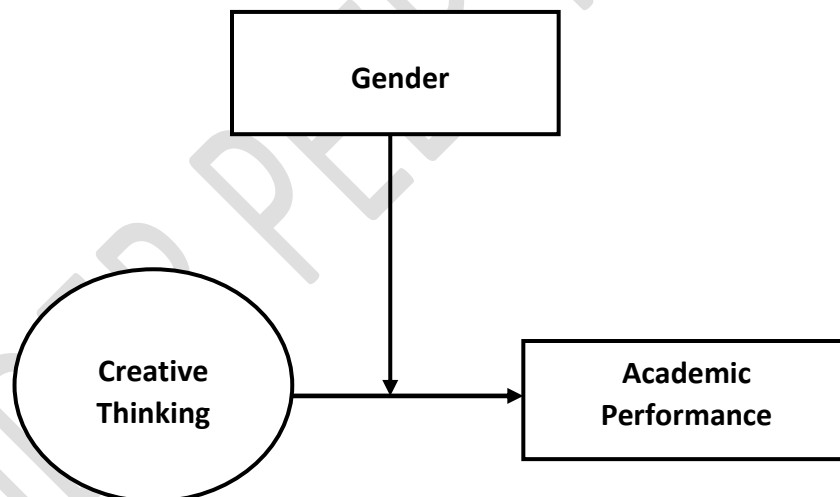 Gender
Creative
Thinking
Academic
Performance